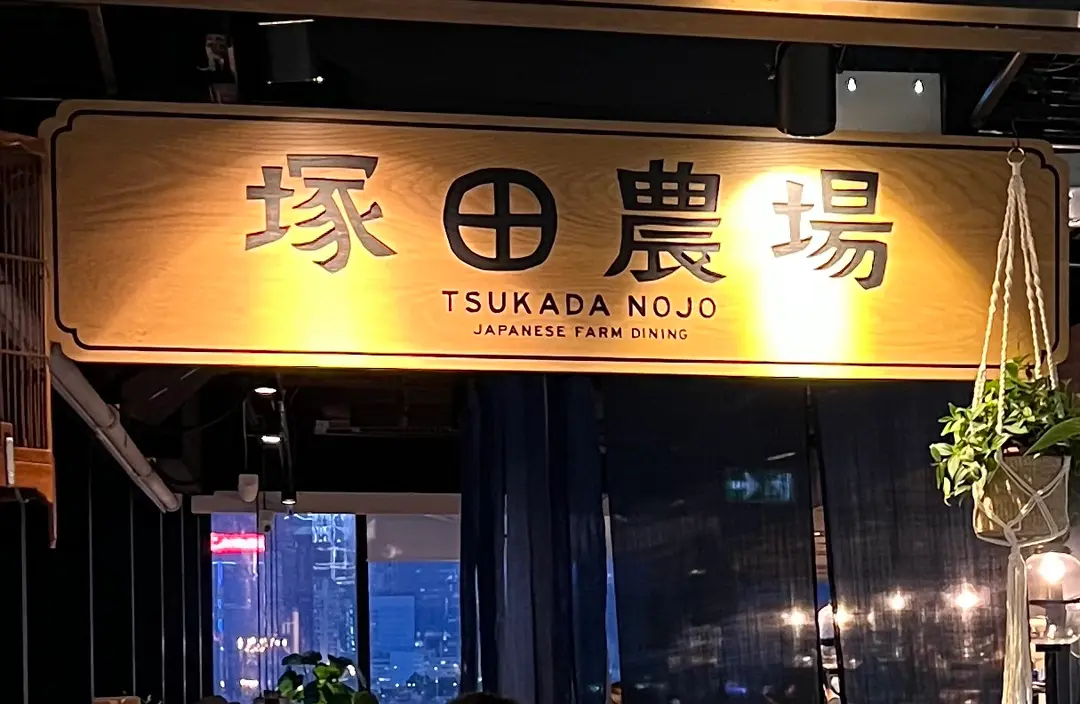 塚田農場
TSUKADA NOJO
JAPANESE FARM DINING